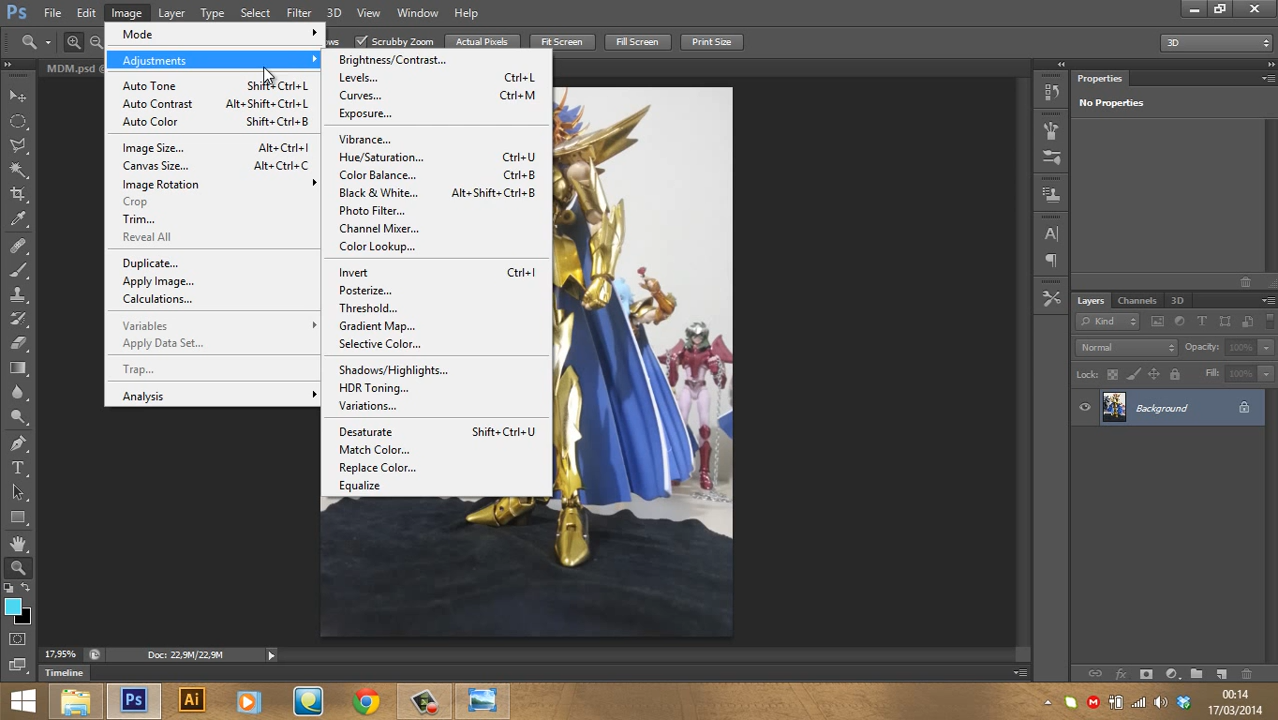 Ps File Edit Image Layer Type Select Filter 3D View Window Help
Scrubby Zoom Actual Pixels Fit Screen Fill Screen Print Size 3D
MDM.psd
Mode
Adjustments
Auto Tone Shift+Ctrl+L
Auto Contrast Alt+Shift+Ctrl+L
Auto Color Shift+Ctrl+B
Image Size... Alt+Ctrl+I
Canvas Size... Alt+Ctrl+C
Image Rotation
Crop
Trim...
Reveal All
Duplicate...
Apply Image...
Calculations...
Variables
Apply Data Set...
Trap...
Analysis
Brightness/Contrast...
Levels... Ctrl+L
Curves... Ctrl+M
Exposure...
Vibrance...
Hue/Saturation... Ctrl+U
Color Balance... Ctrl+B
Black & White... Alt+Shift+Ctrl+B
Photo Filter...
Channel Mixer...
Color Lookup...
Invert Ctrl+I
Posterize...
Threshold...
Gradient Map...
Selective Color...
Shadows/Highlights...
HDR Toning...
Variations...
Desaturate Shift+Ctrl+U
Match Color...
Replace Color...
Equalize
Properties
No Properties
Layers Channels 3D
Kind
Normal Opacity: 100%
Lock: Fill: 100%
Background
17,95% Doc: 22,9M/22,9M
Timeline
Ps Ai
00:14
17/03/2014